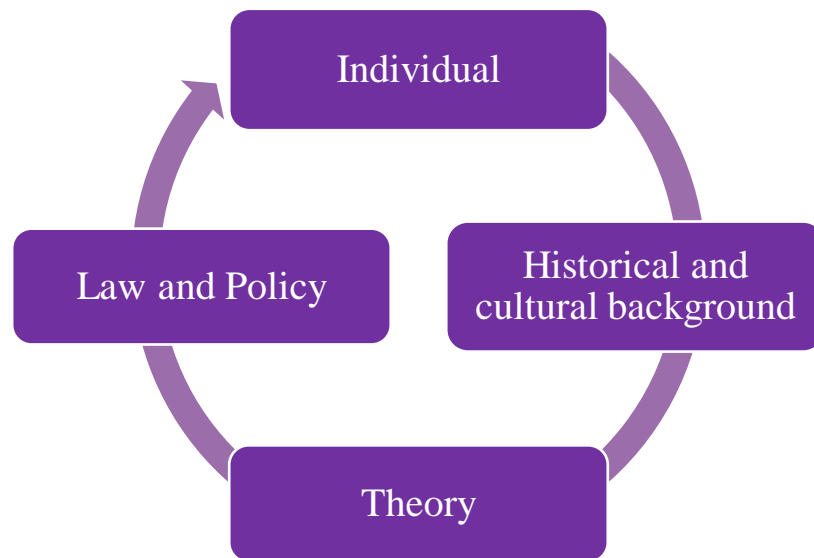 Individual
Historical and
cultural background
Law and Policy
Theory